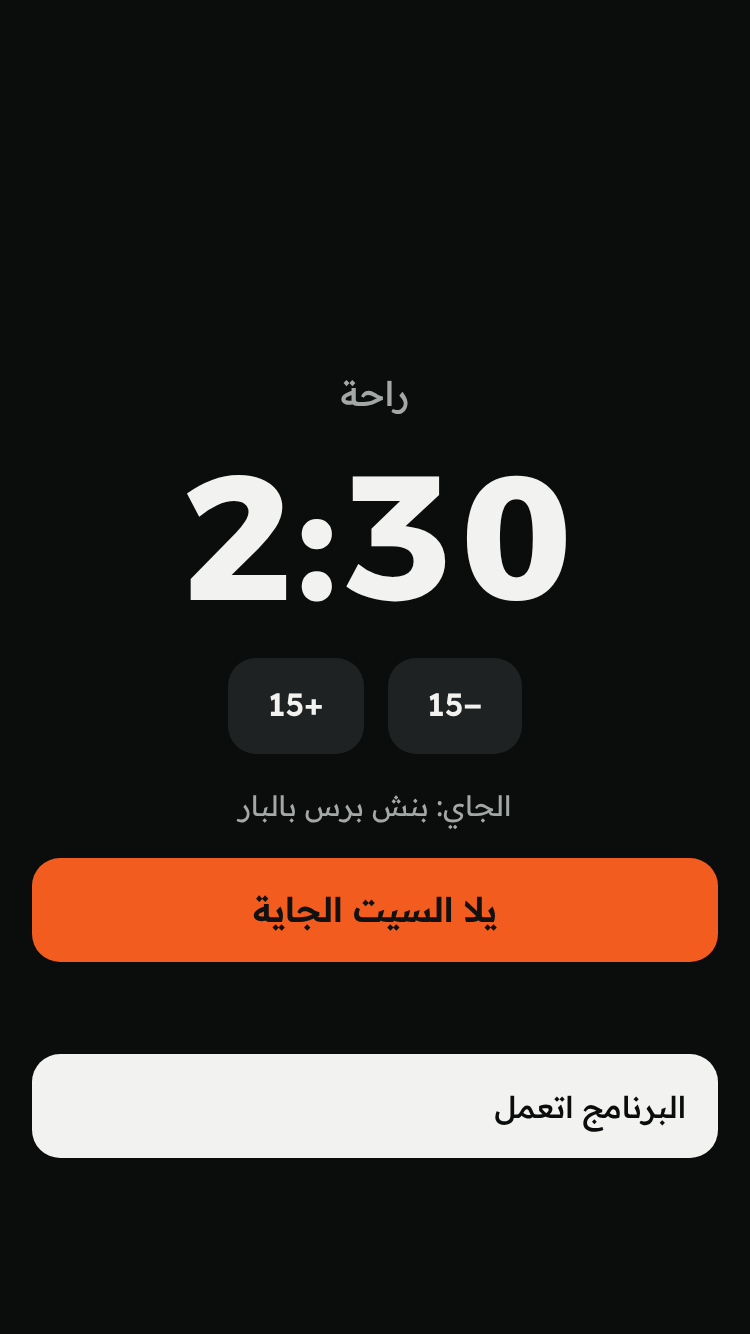 راحة
2:30
−15
+15
الجاي: بنش برس بالبار
يلا السيت الجاية
البرنامج اتعمل